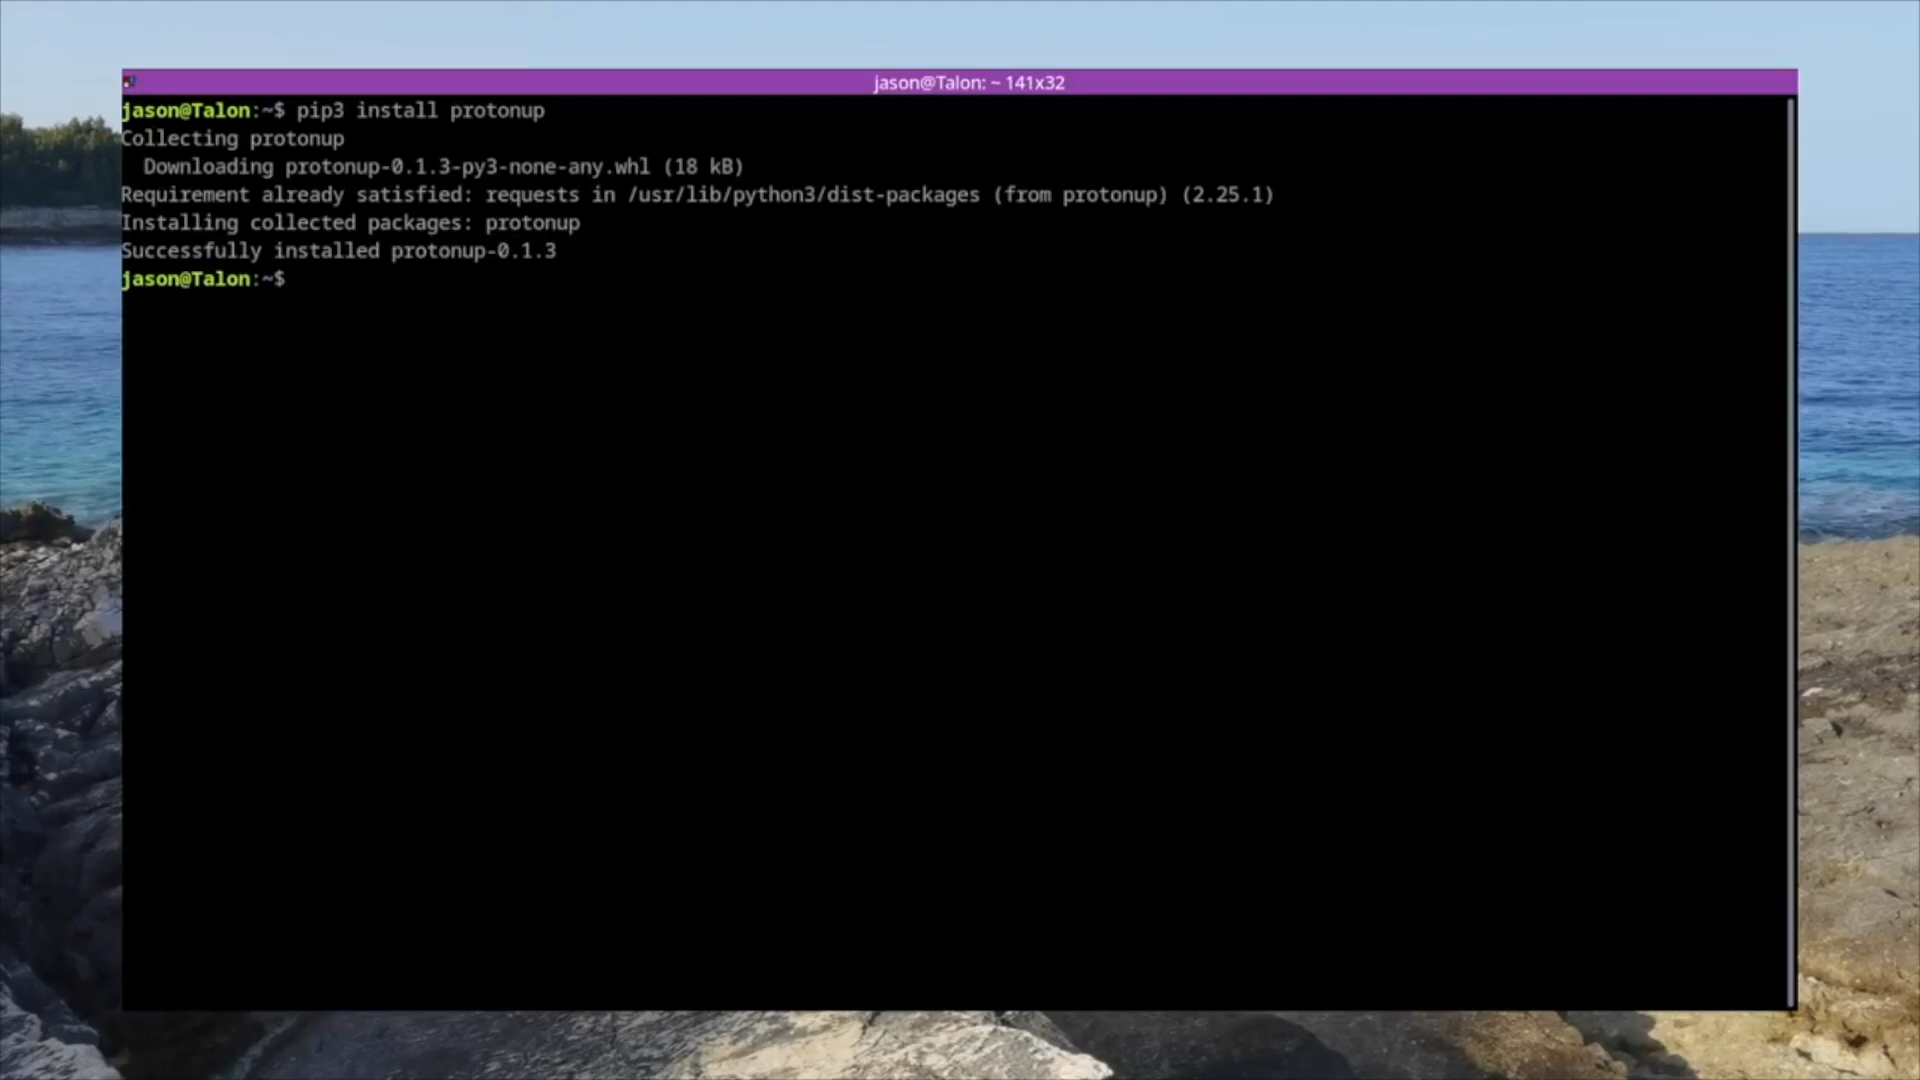 jason@Talon: ~ 141x32
jason@Talon:~$ pip3 install protonup
Collecting protonup
  Downloading protonup-0.1.3-py3-none-any.whl (18 kB)
Requirement already satisfied: requests in /usr/lib/python3/dist-packages (from protonup) (2.25.1)
Installing collected packages: protonup
Successfully installed protonup-0.1.3
jason@Talon:~$